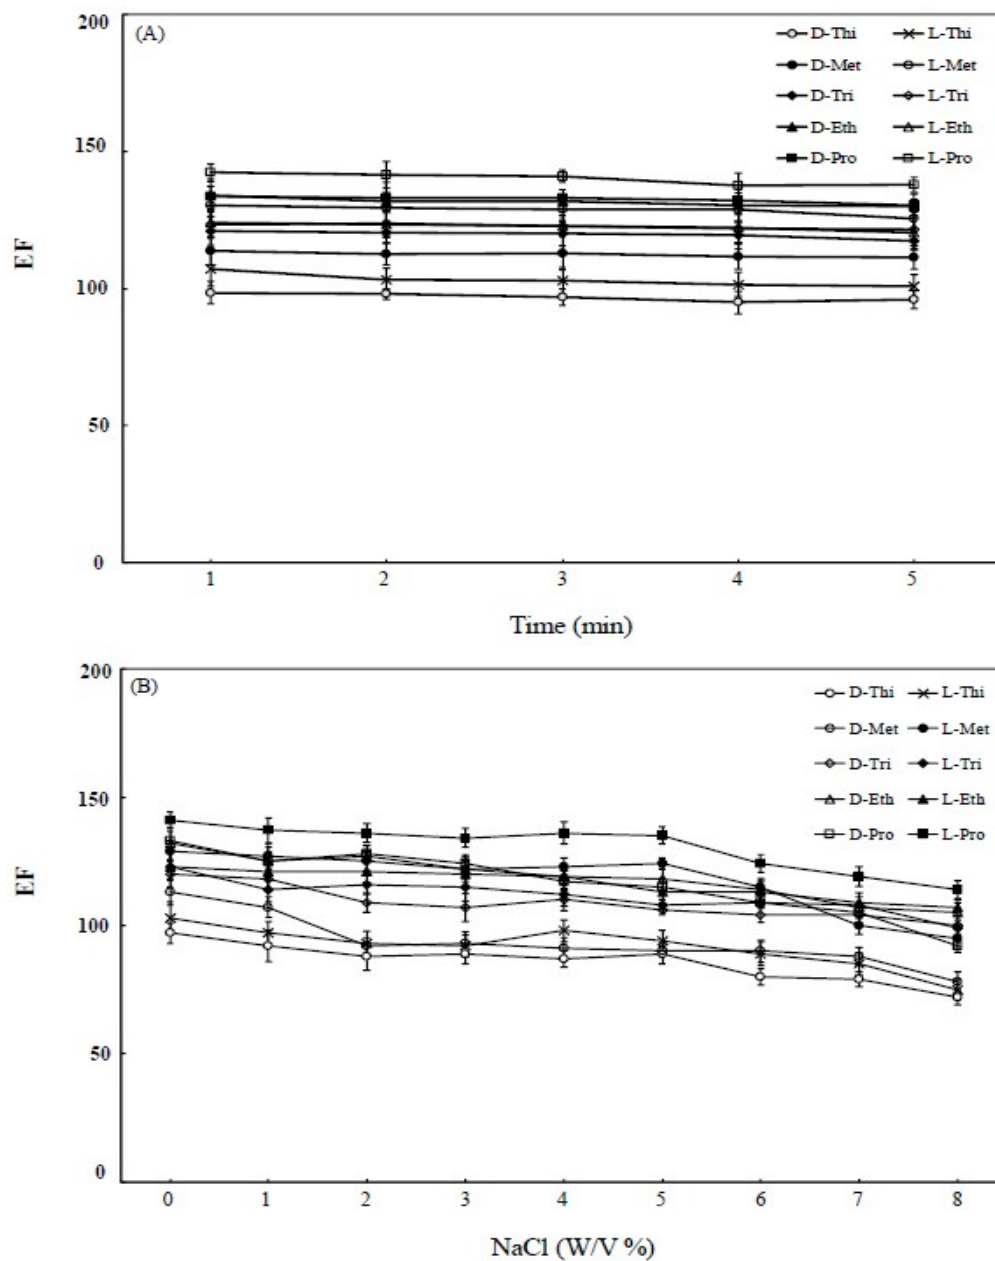 200
(A)
D-Thi L-Thi
D-Met L-Met
D-Tri L-Tri
D-Eth L-Eth
D-Pro L-Pro
150
100
50
0
EF
1 2 3 4 5
Time (min)
200
(B)
D-Thi L-Thi
D-Met L-Met
D-Tri L-Tri
D-Eth L-Eth
D-Pro L-Pro
150
100
50
0
EF
0 1 2 3 4 5 6 7 8
NaCl (W/V %)